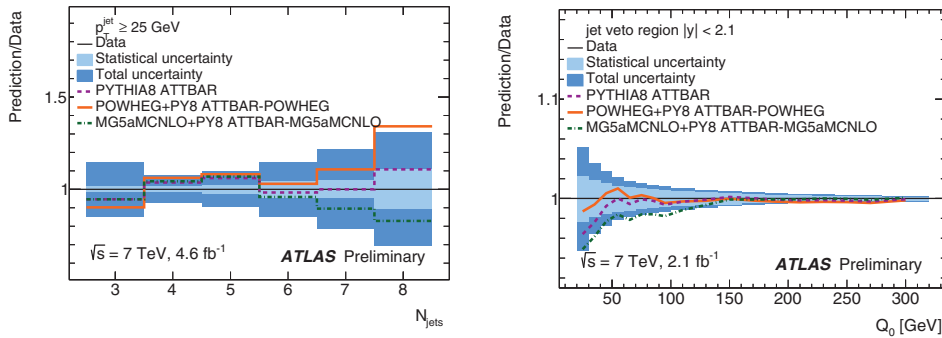 Prediction/Data
p_T^jet ≥ 25 GeV
Data
Statistical uncertainty
Total uncertainty
PYTHIA8 ATTBAR
POWHEG+PY8 ATTBAR-POWHEG
MG5aMCNLO+PY8 ATTBAR-MG5aMCNLO
1.5
1
√s = 7 TeV, 4.6 fb⁻¹
ATLAS Preliminary
3 4 5 6 7 8
N_jets
Prediction/Data
jet veto region |y| < 2.1
Data
Statistical uncertainty
Total uncertainty
PYTHIA8 ATTBAR
POWHEG+PY8 ATTBAR-POWHEG
MG5aMCNLO+PY8 ATTBAR-MG5aMCNLO
1.1
1
√s = 7 TeV, 2.1 fb⁻¹
ATLAS Preliminary
50 100 150 200 250 300
Q_0 [GeV]